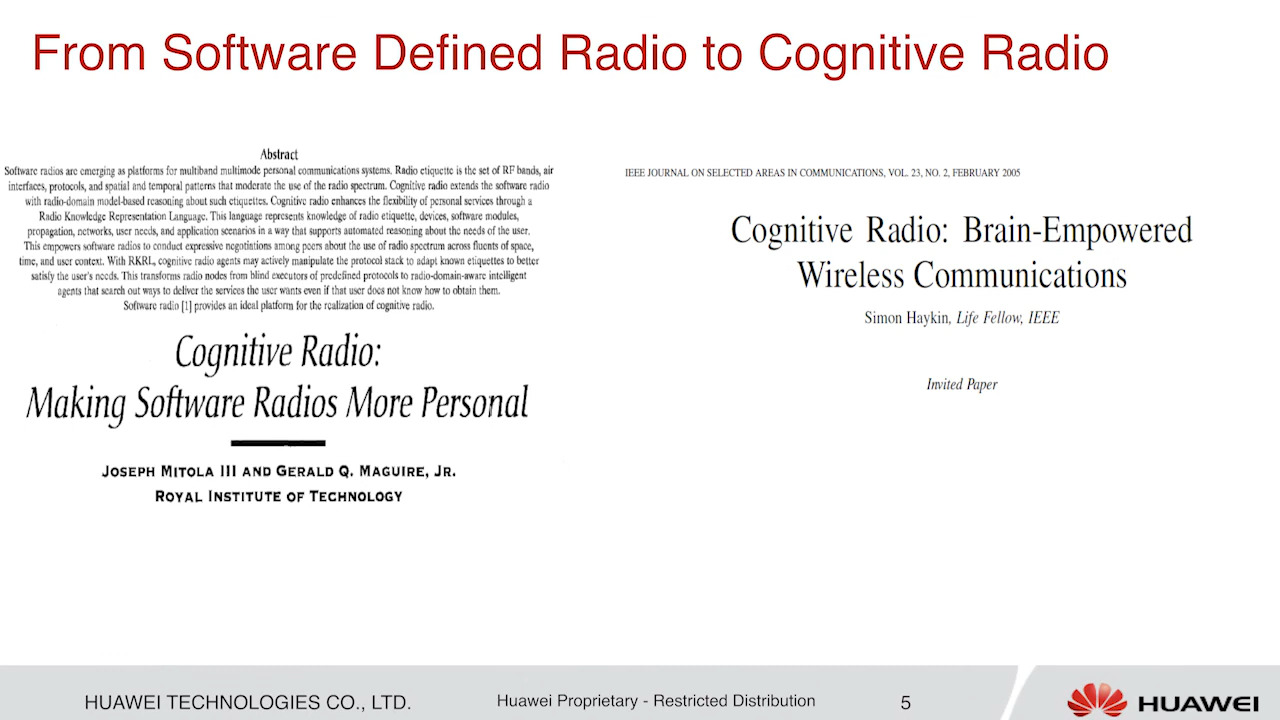 From Software Defined Radio to Cognitive Radio
Abstract
Software radios are emerging as platforms for multiband multimode personal communications systems. Radio etiquette is the set of RF bands, air
interfaces, protocols, and spatial and temporal patterns that moderate the use of the radio spectrum. Cognitive radio extends the software radio
with radio-domain model-based reasoning about such etiquettes. Cognitive radio enhances the flexibility of personal services through a
Radio Knowledge Representation Language. This language represents knowledge of radio etiquette, devices, software modules,
propagation, networks, user needs, and application scenarios in a way that supports automated reasoning about the needs of the user.
This empowers software radios to conduct expressive negotiations among peers about the use of radio spectrum across fluents of space,
time, and user context. With RKRL, cognitive radio agents may actively manipulate the protocol stack to adapt known etiquettes to better
satisfy the user's needs. This transforms radio nodes from blind executors of predefined protocols to radio-domain-aware intelligent
agents that search out ways to deliver the services the user wants even if that user does not know how to obtain them.
Software radio [1] provides an ideal platform for the realization of cognitive radio.
Cognitive Radio:
Making Software Radios More Personal
JOSEPH MITOLA III AND GERALD Q. MAGUIRE, JR.
ROYAL INSTITUTE OF TECHNOLOGY
IEEE JOURNAL ON SELECTED AREAS IN COMMUNICATIONS, VOL. 23, NO. 2, FEBRUARY 2005
Cognitive Radio: Brain-Empowered
Wireless Communications
Simon Haykin, Life Fellow, IEEE
Invited Paper
HUAWEI TECHNOLOGIES CO., LTD.
Huawei Proprietary - Restricted Distribution
5
HUAWEI